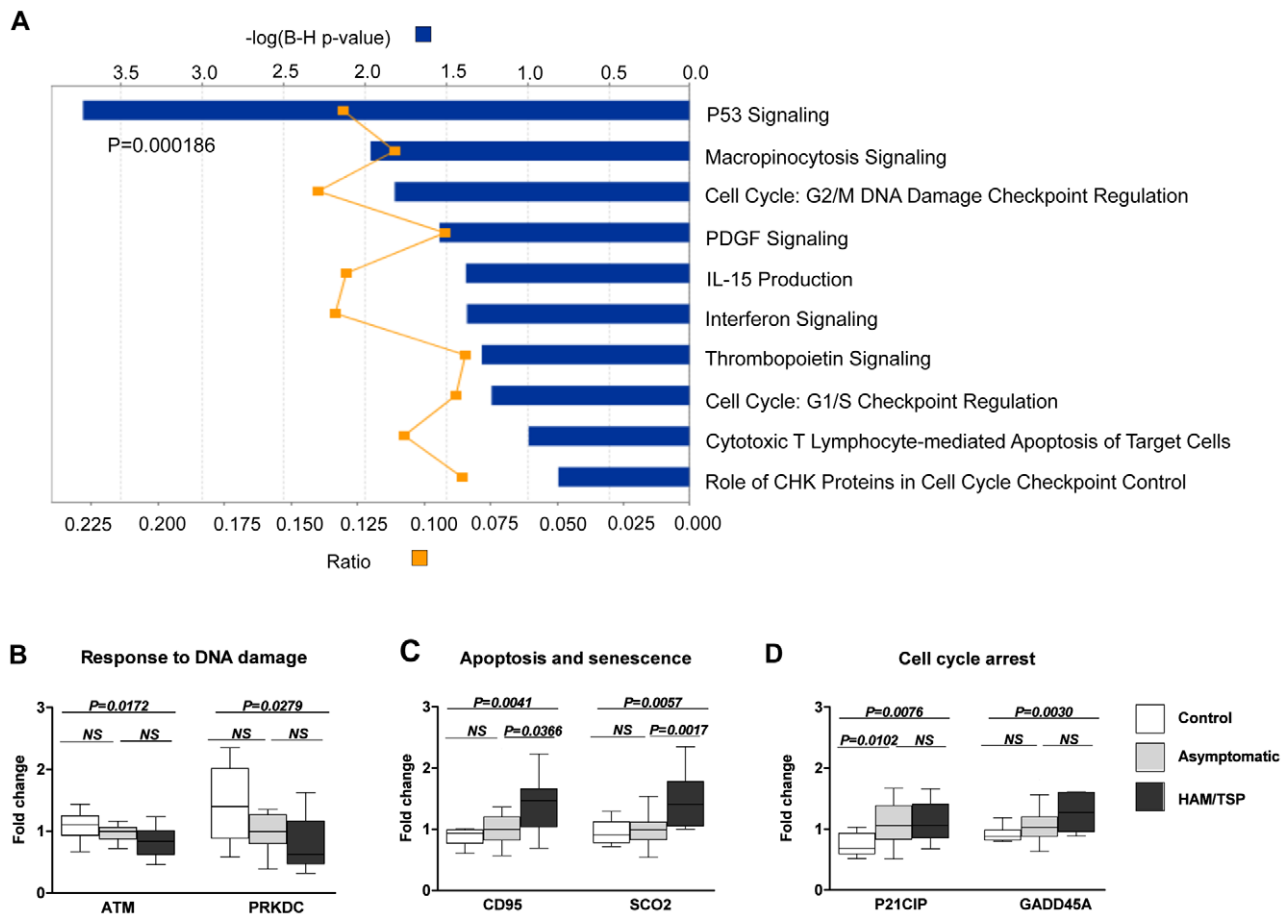 A
-log(B-H p-value)
3.5 3.0 2.5 2.0 1.5 1.0 0.5 0.0
P53 Signaling
P=0.000186
Macropinocytosis Signaling
Cell Cycle: G2/M DNA Damage Checkpoint Regulation
PDGF Signaling
IL-15 Production
Interferon Signaling
Thrombopoietin Signaling
Cell Cycle: G1/S Checkpoint Regulation
Cytotoxic T Lymphocyte-mediated Apoptosis of Target Cells
Role of CHK Proteins in Cell Cycle Checkpoint Control
0.225 0.200 0.175 0.150 0.125 0.100 0.075 0.050 0.025 0.000
Ratio
B Response to DNA damage
Fold change
3
2
1
0
P=0.0172
NS NS
P=0.0279
NS NS
ATM PRKDC
C Apoptosis and senescence
Fold change
3
2
1
0
P=0.0041
NS P=0.0366
P=0.0057
NS P=0.0017
CD95 SCO2
D Cell cycle arrest
Fold change
3
2
1
0
P=0.0076
P=0.0102 NS
P=0.0030
NS NS
P21CIP GADD45A
Control
Asymptomatic
HAM/TSP